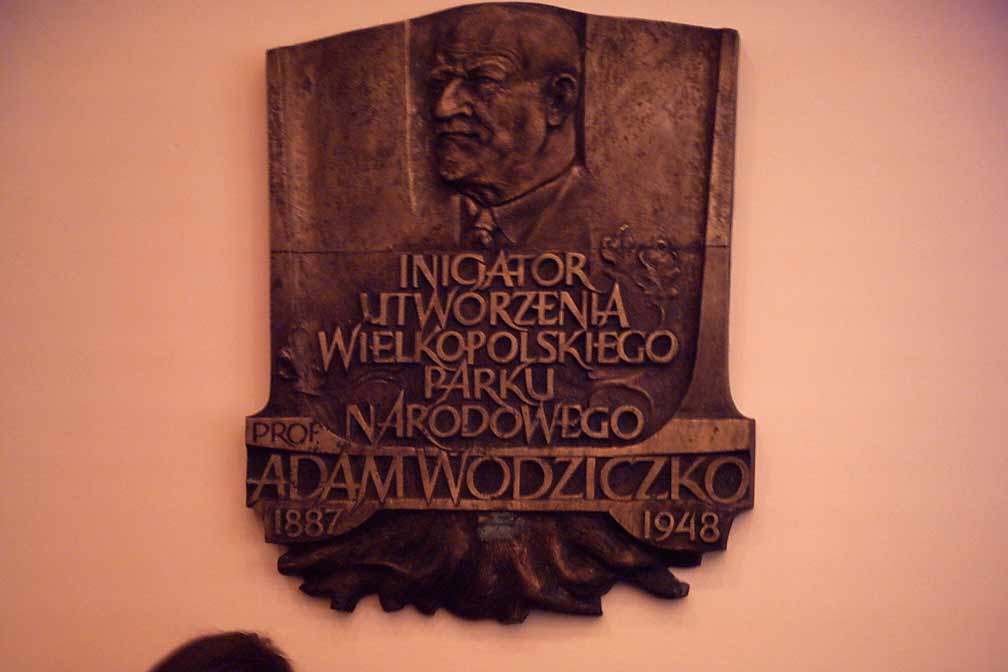 INICJATOR
UTWORZENIA
WIELKOPOLSKIEGO
PARKU
NARODOWEGO
PROF.
ADAM WODZICZKO
1887 1948